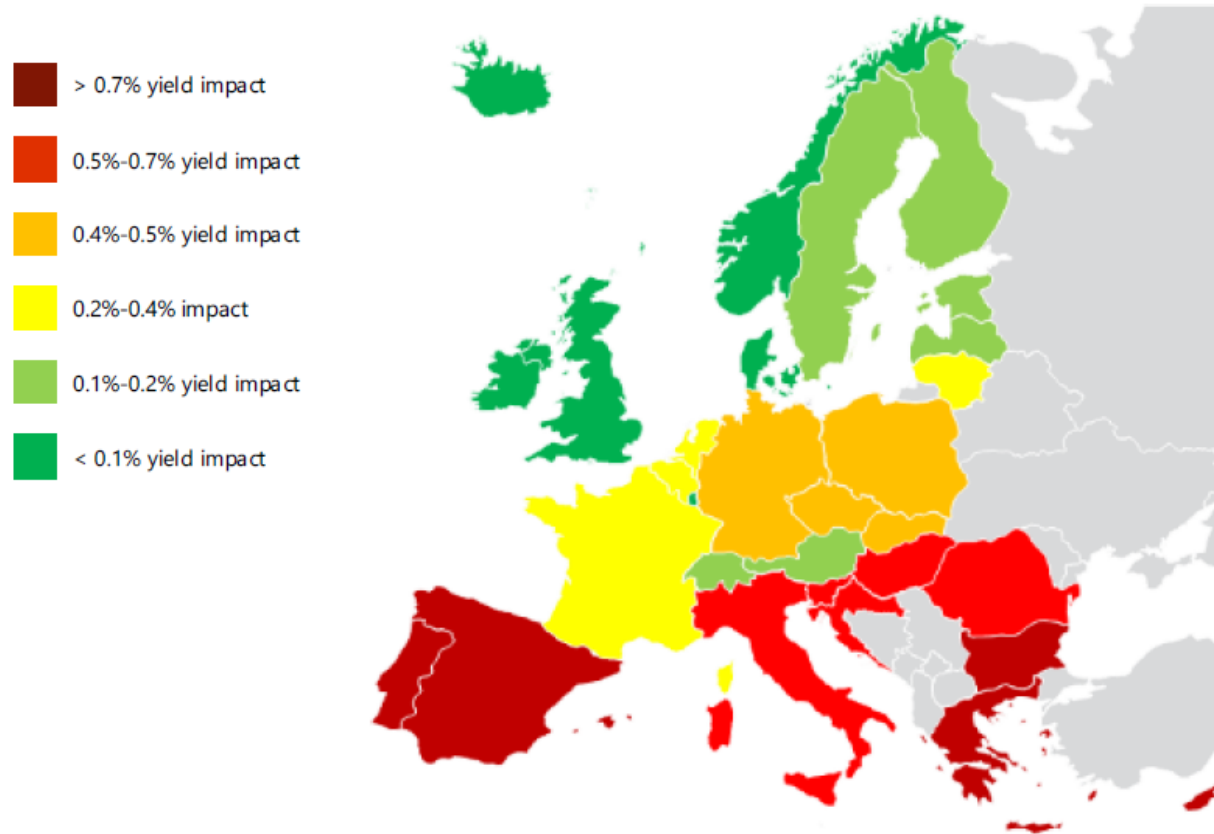 > 0.7% yield impact
0.5%-0.7% yield impact
0.4%-0.5% yield impact
0.2%-0.4% impact
0.1%-0.2% yield impact
< 0.1% yield impact